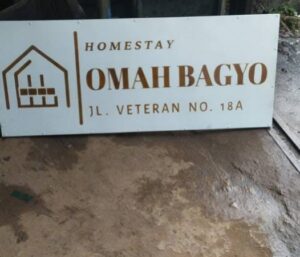 HOMESTAY
OMAH BAGYO
JL. VETERAN NO. 18A